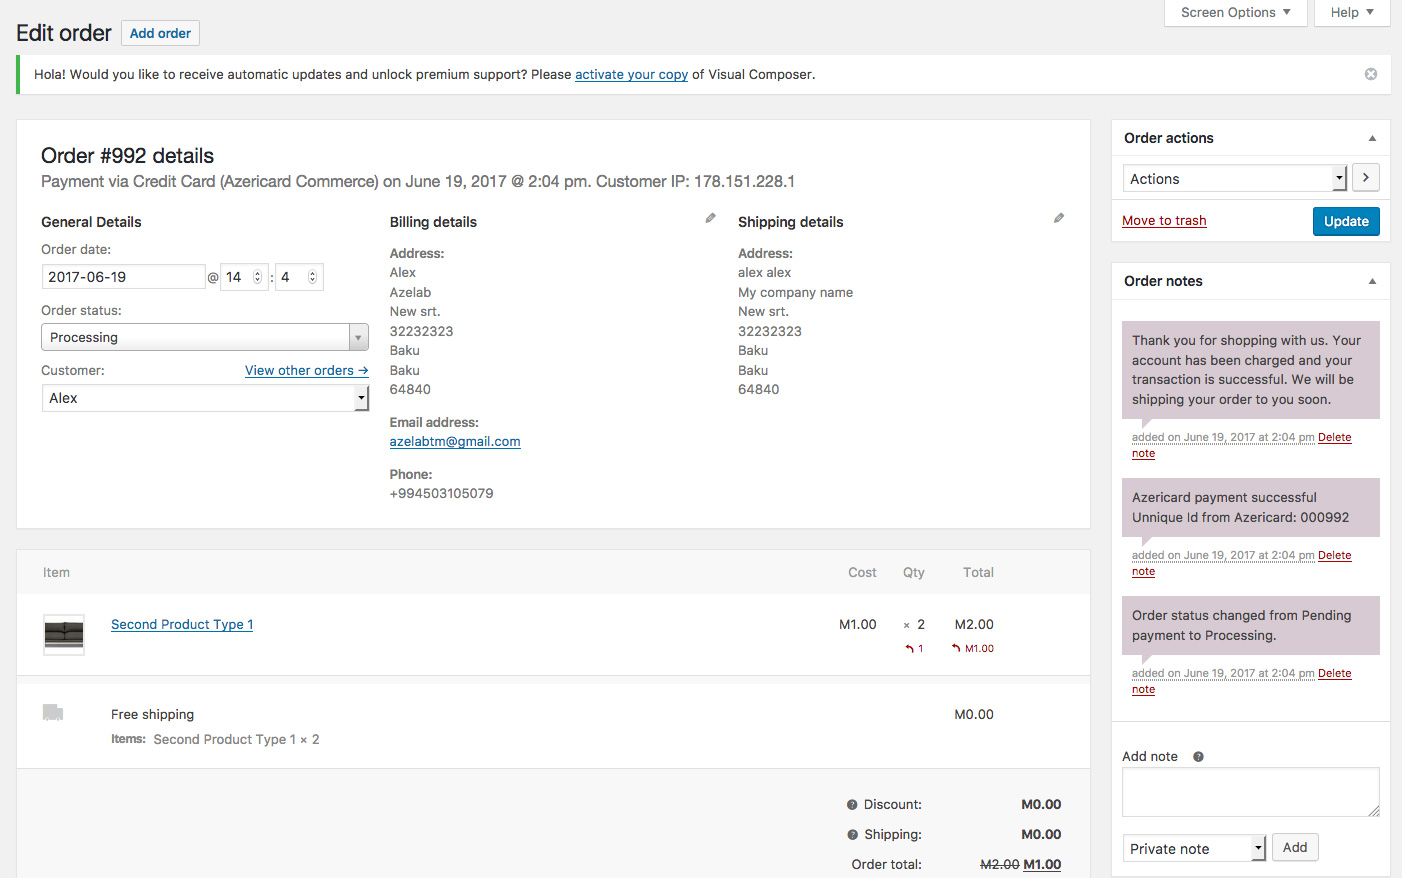 Screen Options
Help
Edit order
Add order
Hola! Would you like to receive automatic updates and unlock premium support? Please activate your copy of Visual Composer.
Order #992 details
Payment via Credit Card (Azericard Commerce) on June 19, 2017 @ 2:04 pm. Customer IP: 178.151.228.1
General Details
Order date:
2017-06-19 @ 14 : 4
Order status:
Processing
Customer: View other orders →
Alex
Billing details
Address:
Alex
Azelab
New srt.
32232323
Baku
Baku
64840
Email address:
azelabtm@gmail.com
Phone:
+994503105079
Shipping details
Address:
alex alex
My company name
New srt.
32232323
Baku
Baku
64840
Item Cost Qty Total
Second Product Type 1 M1.00 × 2 M2.00
1 M1.00
Free shipping M0.00
Items: Second Product Type 1 × 2
Discount: M0.00
Shipping: M0.00
Order total: M2.00 M1.00
Order actions
Actions
Move to trash
Update
Order notes
Thank you for shopping with us. Your
account has been charged and your
transaction is successful. We will be
shipping your order to you soon.
added on June 19, 2017 at 2:04 pm Delete
note
Azericard payment successful
Unnique Id from Azericard: 000992
added on June 19, 2017 at 2:04 pm Delete
note
Order status changed from Pending
payment to Processing.
added on June 19, 2017 at 2:04 pm Delete
note
Add note
Private note
Add